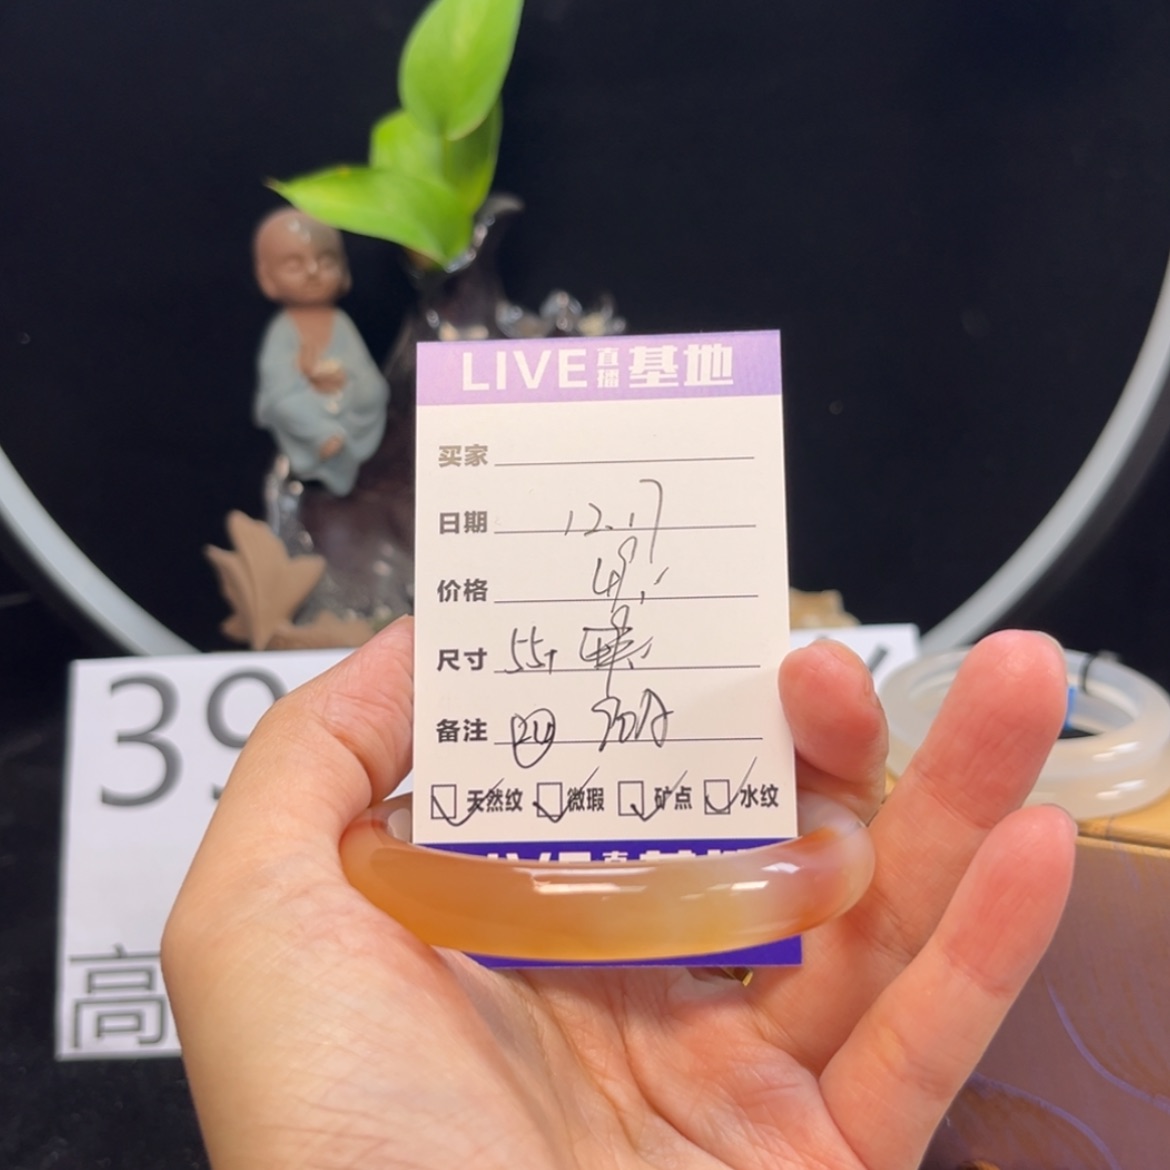 LIVE直播基地
买家
日期 12.17
价格
尺寸 55+
备注
天然纹 微瑕 矿点 水纹
39
高